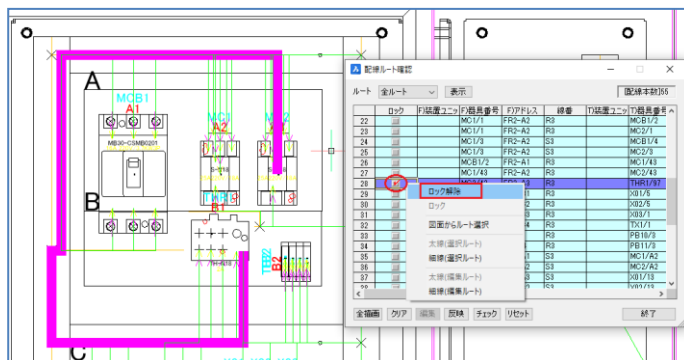 A
MCB1
A1
MB30-CSMB0201
MC1
A2
B
B1
TB2
B2
C
配線ルート確認
ルート 全ルート 表示 [配線本数]55
ロック F)装置ユニッ F)器具番号 F)アドレス 線番 T)装置ユニッ T)器具番号
22 MC1/1 FR2-A2 R3 MCB1/2
23 MC1/1 FR2-A2 R3 MC2/1
24 MC1/3 FR2-A2 S3 MCB1/4
25 MC1/3 FR2-A2 S3 MC2/3
26 MCB1/2 FR2-A1 R3 MC1/43
27 MC1/43 FR2-A2 R3 MC2/43
28 R3 THR1/97
29 R3 X01/5
30 R3 X02/5
31 R3 X03/1
32 R3 TX1/1
33 R3 PB10/3
34 R3 PB11/3
35 S3 MC1/A2
36 S3 MC2/A2
37 S3 X01/13
38 S3 X02/13
ロック解除
ロック
図面からルート選択
太線(選択ルート)
細線(選択ルート)
太線(編集ルート)
細線(編集ルート)
全描画 クリア 編集 反映 チェック リセット 終了